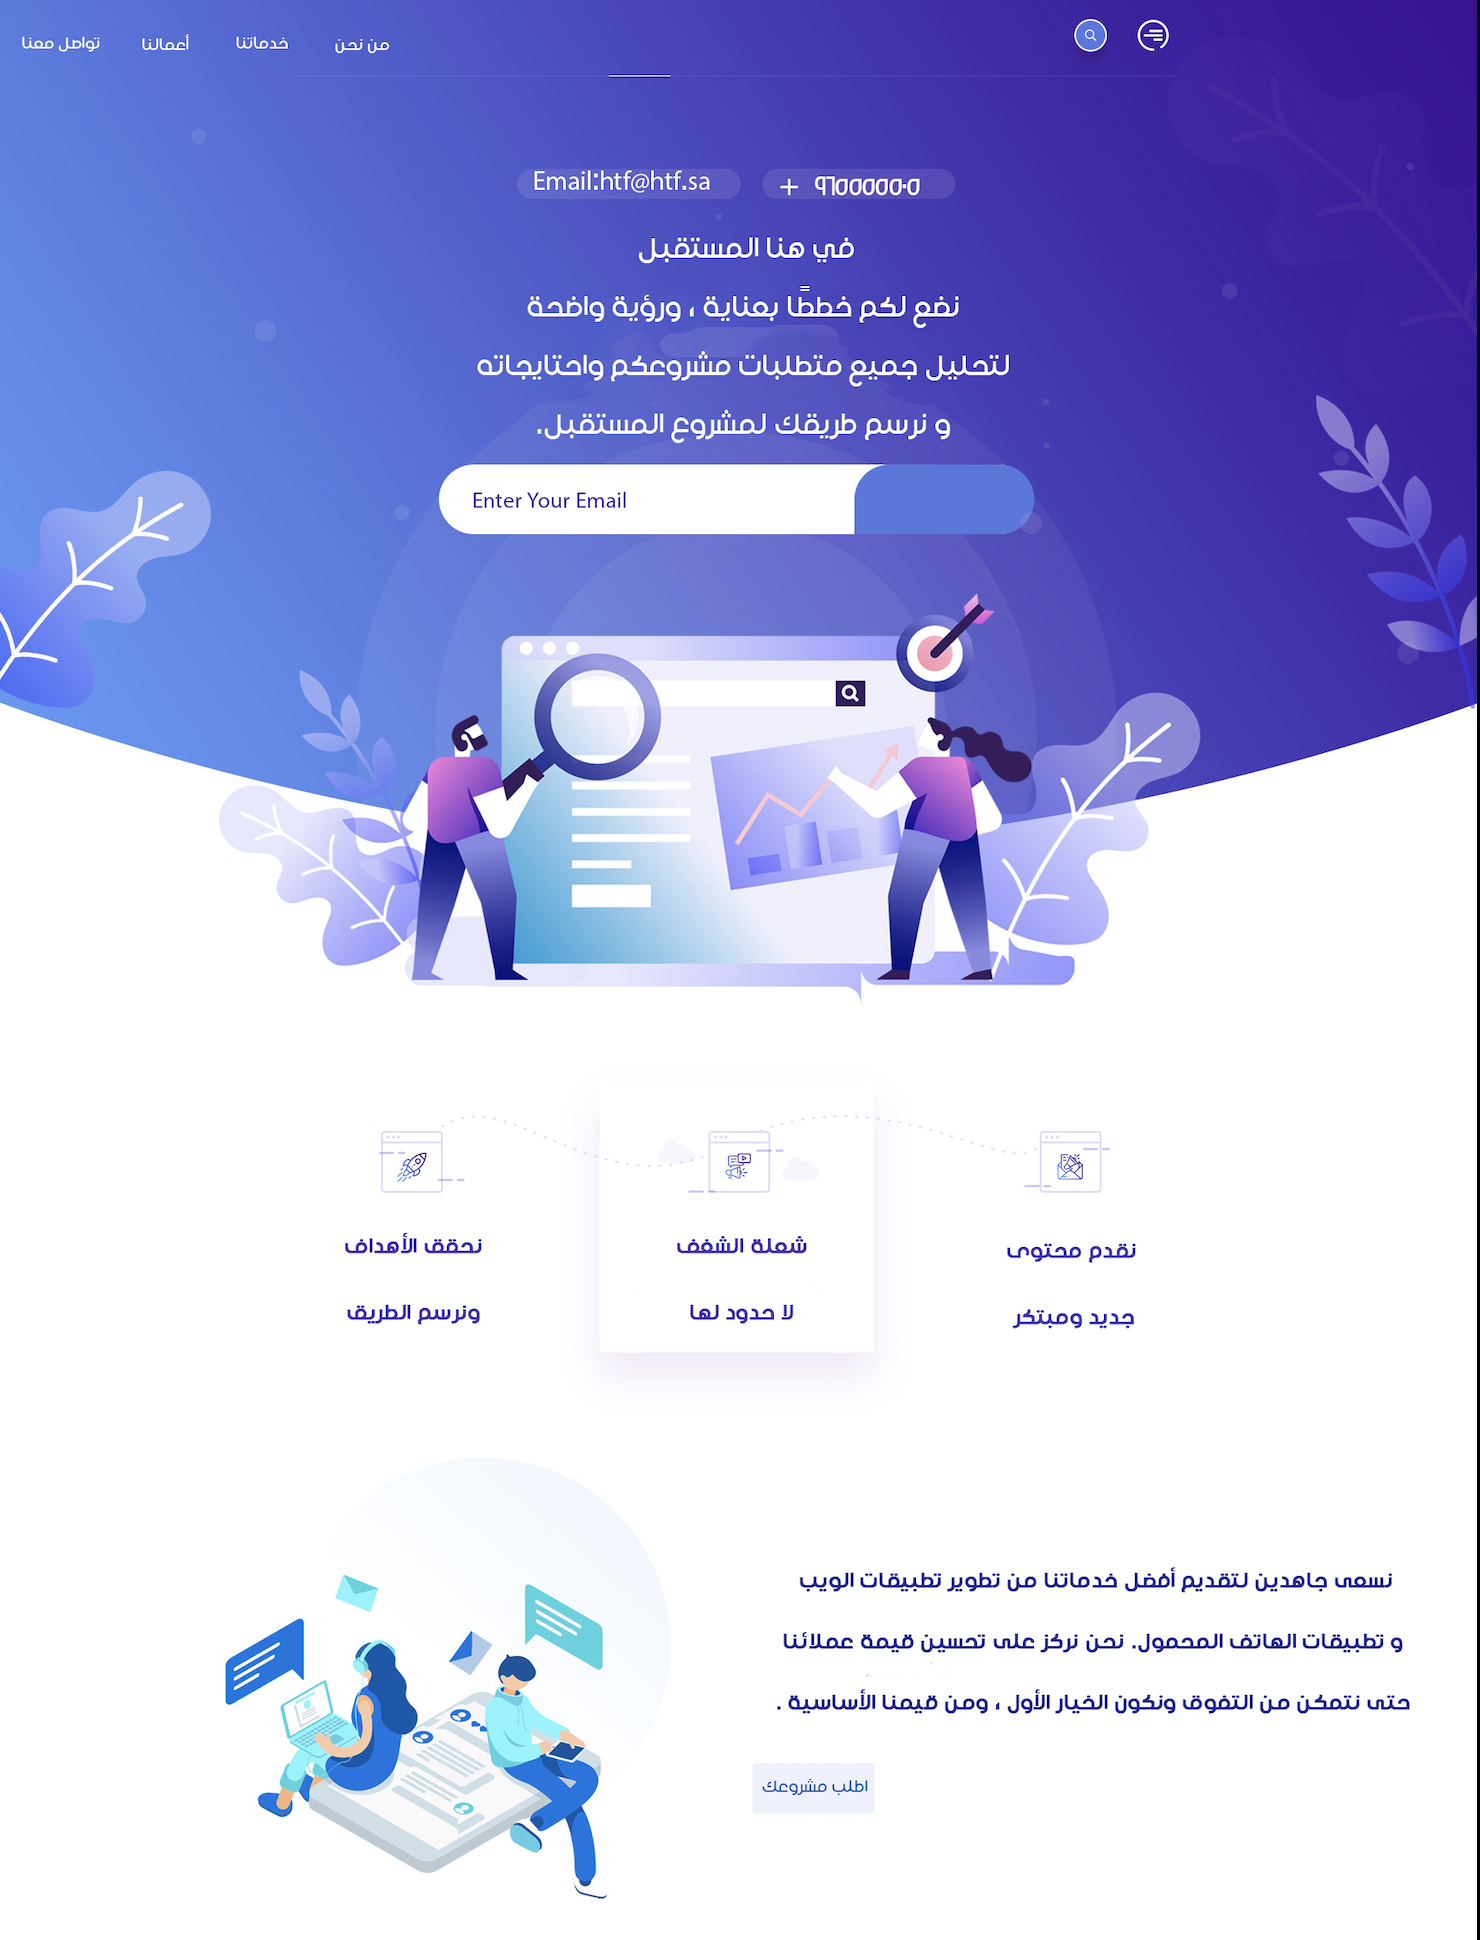 من نحن
خدماتنا
أعمالنا
تواصل معنا
Email:htf@htf.sa
+ ٩٦٥٥٥٥٥٠٥
في هنا المستقبل
نضع لكم خططًا بعناية ، ورؤية واضحة
لتحليل جميع متطلبات مشروعكم واحتايجاته
و نرسم طريقك لمشروع المستقبل.
Enter Your Email
نقدم محتوى
جديد ومبتكر
شعلة الشغف
لا حدود لها
نحقق الأهداف
ونرسم الطريق
نسعى جاهدين لتقديم أفضل خدماتنا من تطوير تطبيقات الويب
و تطبيقات الهاتف المحمول. نحن نركز على تحسين قيمة عملائنا
حتى نتمكن من التفوق ونكون الخيار الأول ، ومن قيمنا الأساسية .
اطلب مشروعك